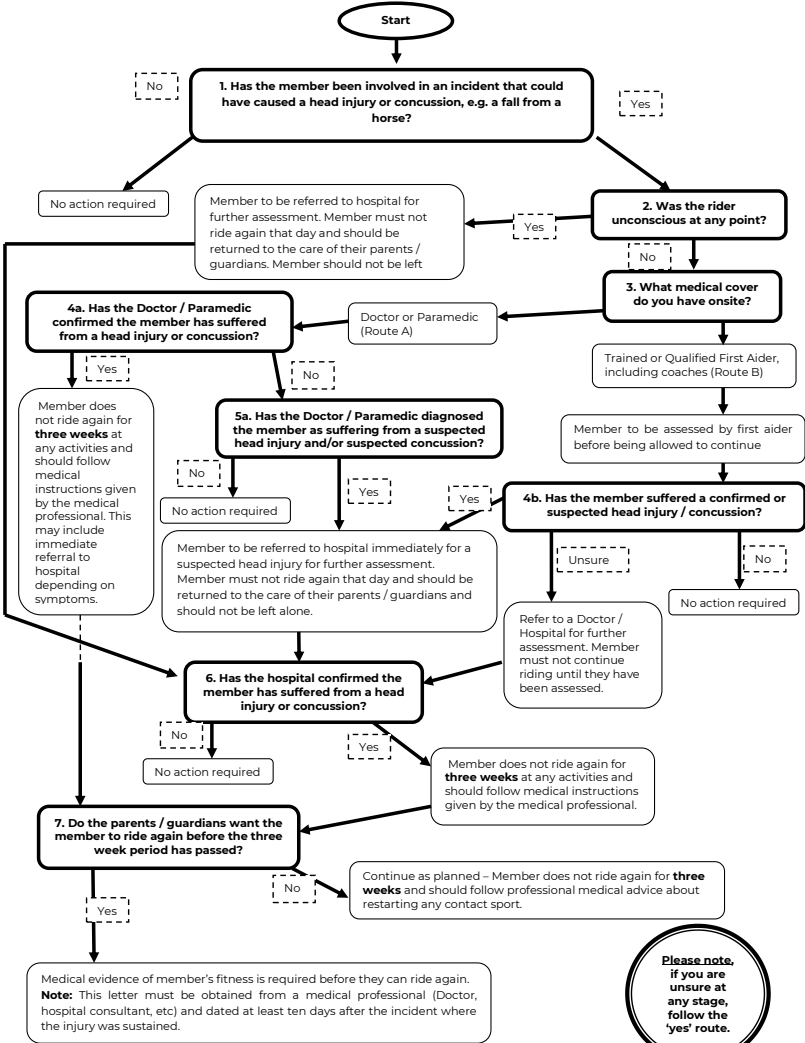 Start
No
1. Has the member been involved in an incident that could
have caused a head injury or concussion, e.g. a fall from a
horse?
Yes
No action required
Member to be referred to hospital for
further assessment. Member must not
ride again that day and should be
returned to the care of their parents /
guardians. Member should not be left
Yes
2. Was the rider
unconscious at any point?
No
3. What medical cover
do you have onsite?
4a. Has the Doctor / Paramedic
confirmed the member has suffered
from a head injury or concussion?
Doctor or Paramedic
(Route A)
Trained or Qualified First Aider,
including coaches (Route B)
Yes
No
Member does
not ride again for
three weeks at
any activities and
should follow
medical
instructions given
by the medical
professional. This
may include
immediate
referral to
hospital
depending on
symptoms.
5a. Has the Doctor / Paramedic diagnosed
the member as suffering from a suspected
head injury and/or suspected concussion?
Member to be assessed by first aider
before being allowed to continue
No
Yes
Yes
4b. Has the member suffered a confirmed or
suspected head injury / concussion?
No action required
Member to be referred to hospital immediately for a
suspected head injury for further assessment.
Member must not ride again that day and should be
returned to the care of their parents / guardians and
should not be left alone.
Unsure
No
No action required
Refer to a Doctor /
Hospital for further
assessment. Member
must not continue
riding until they have
been assessed.
6. Has the hospital confirmed the
member has suffered from a head
injury or concussion?
No
Yes
No action required
Member does not ride again for
three weeks at any activities and
should follow medical instructions
given by the medical professional.
7. Do the parents / guardians want the
member to ride again before the three
week period has passed?
No
Continue as planned – Member does not ride again for three
weeks and should follow professional medical advice about
restarting any contact sport.
Yes
Medical evidence of member's fitness is required before they can ride again.
Note: This letter must be obtained from a medical professional (Doctor,
hospital consultant, etc) and dated at least ten days after the incident where
the injury was sustained.
Please note,
if you are
unsure at
any stage,
follow the
'yes' route.